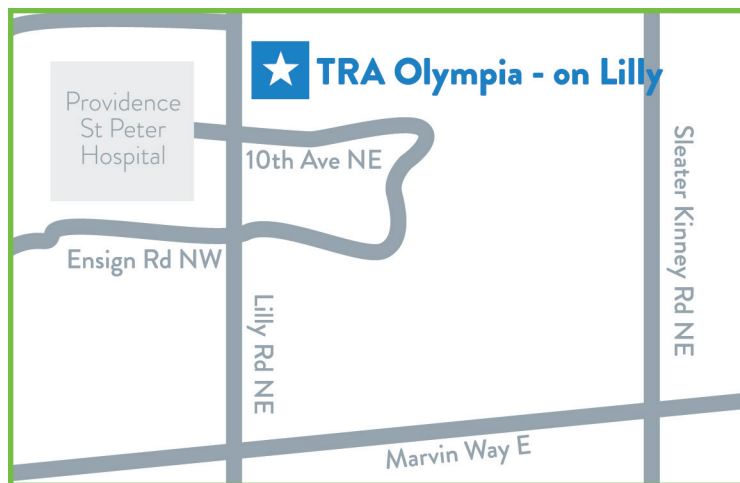 TRA Olympia - on Lilly
Providence
St Peter
Hospital
10th Ave NE
Sleater Kinney Rd NE
Ensign Rd NW
Lilly Rd NE
Marvin Way E